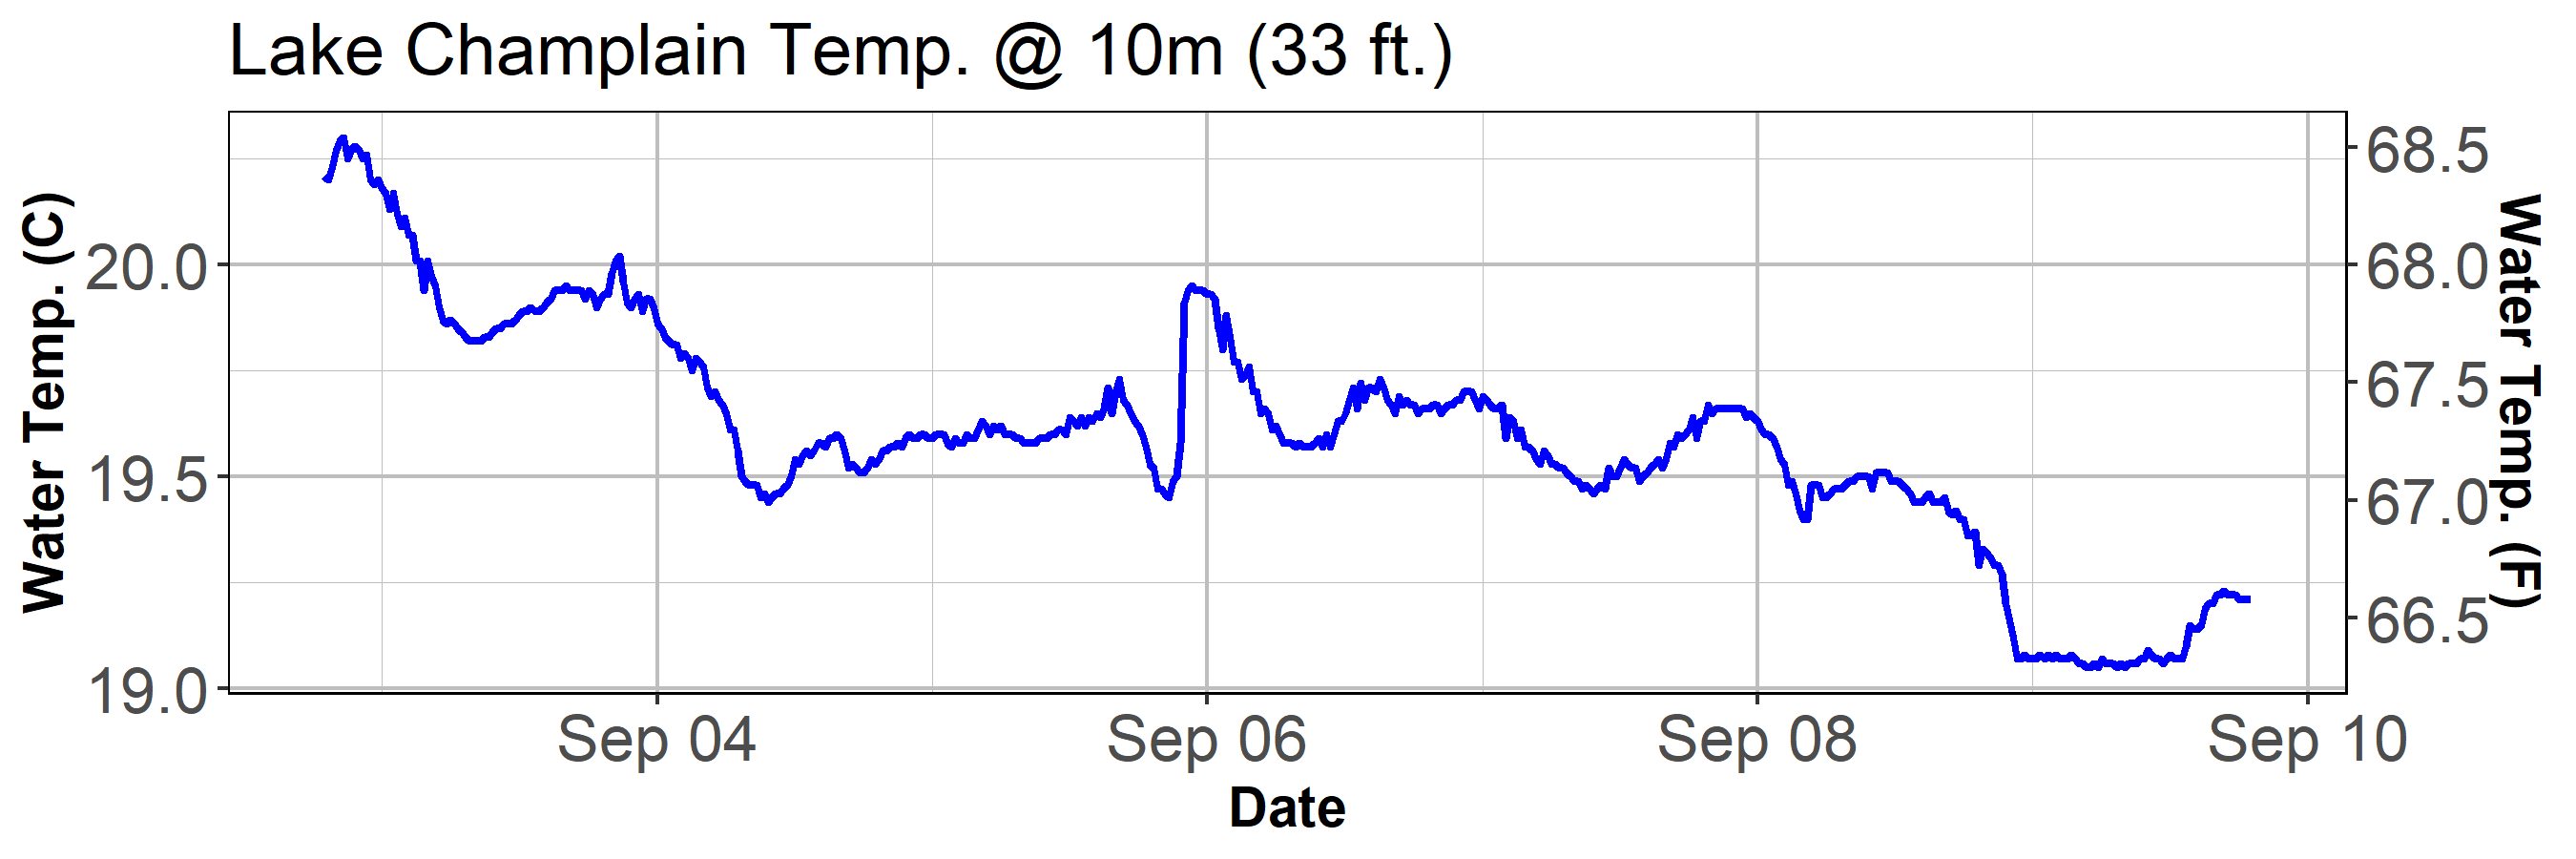 Lake Champlain Temp. @ 10m (33 ft.)
Water Temp. (C)
20.0
19.5
19.0
68.5
68.0
67.5
67.0
66.5
Water Temp. (F)
Sep 04
Sep 06
Sep 08
Sep 10
Date